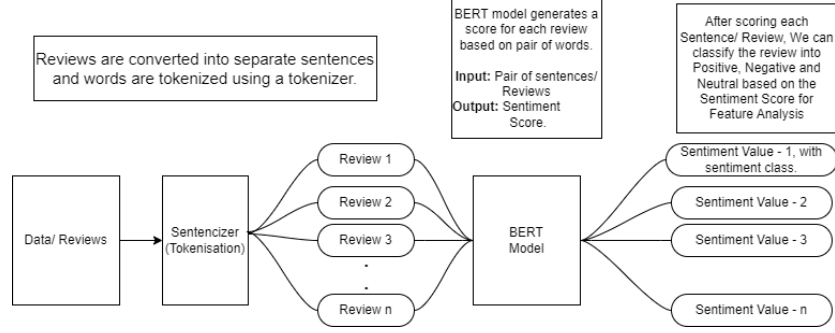 Reviews are converted into separate sentences
and words are tokenized using a tokenizer.
BERT model generates a
score for each review
based on pair of words.
Input: Pair of sentences/
Reviews
Output: Sentiment
Score.
After scoring each
Sentence/ Review, We can
classify the review into
Positive, Negative and
Neutral based on the
Sentiment Score for
Feature Analysis
Data/ Reviews
Sentencizer
(Tokenisation)
Review 1
Review 2
Review 3
.
.
Review n
BERT
Model
Sentiment Value - 1, with
sentiment class.
Sentiment Value - 2
Sentiment Value - 3
Sentiment Value - n